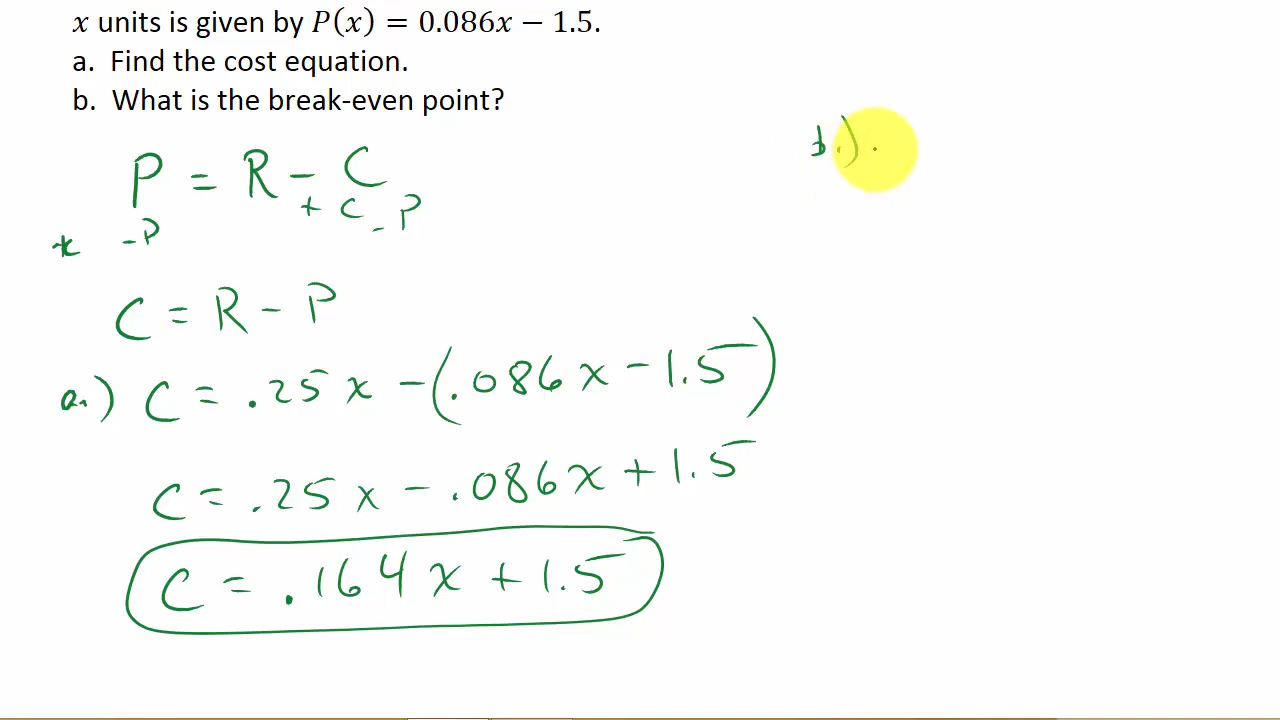 x units is given by P(x) = 0.086x − 1.5.
a. Find the cost equation.
b. What is the break-even point?
b.) .
P = R − C
+ C − P
* − P
C = R − P
a.) C = .25x − (.086x − 1.5)
C = .25x − .086x + 1.5
C = .164x + 1.5